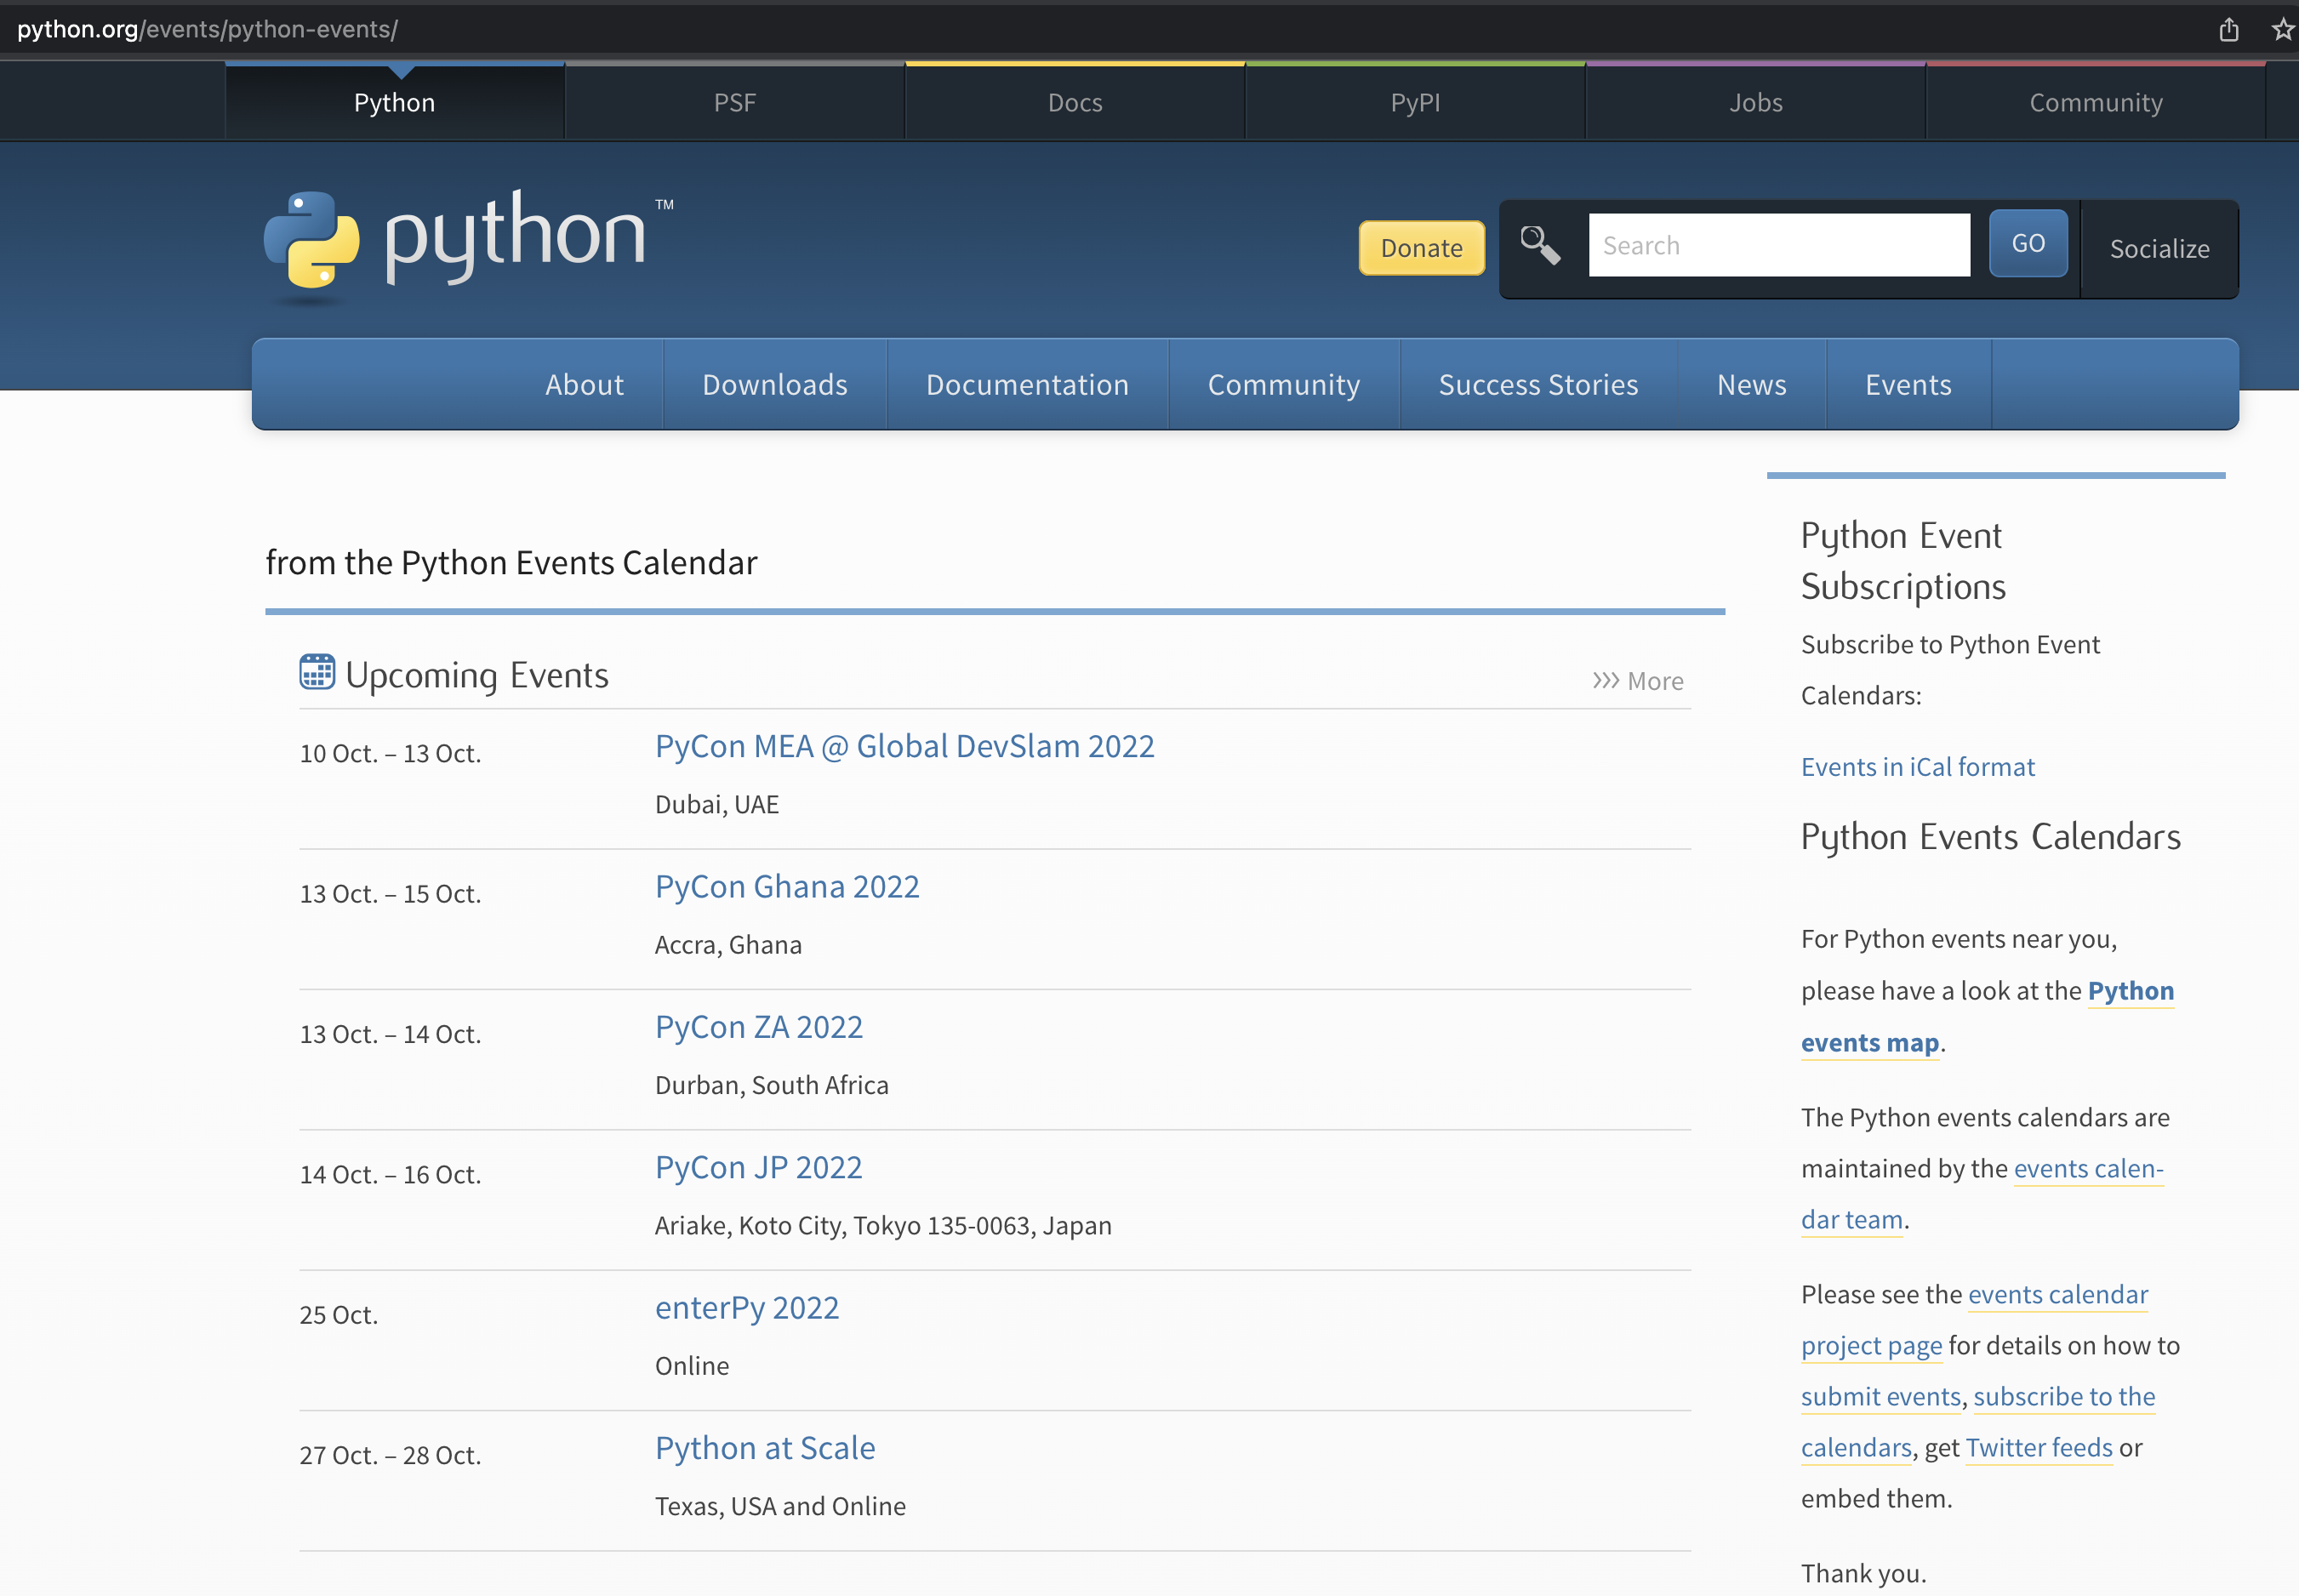 python.org/events/python-events/
Python PSF Docs PyPI Jobs Community
python ™
Donate Search GO Socialize
About Downloads Documentation Community Success Stories News Events
from the Python Events Calendar
Upcoming Events
››› More
10 Oct. – 13 Oct.
PyCon MEA @ Global DevSlam 2022
Dubai, UAE
13 Oct. – 15 Oct.
PyCon Ghana 2022
Accra, Ghana
13 Oct. – 14 Oct.
PyCon ZA 2022
Durban, South Africa
14 Oct. – 16 Oct.
PyCon JP 2022
Ariake, Koto City, Tokyo 135-0063, Japan
25 Oct.
enterPy 2022
Online
27 Oct. – 28 Oct.
Python at Scale
Texas, USA and Online
Python Event
Subscriptions
Subscribe to Python Event
Calendars:
Events in iCal format
Python Events Calendars
For Python events near you,
please have a look at the Python
events map.
The Python events calendars are
maintained by the events calen-
dar team.
Please see the events calendar
project page for details on how to
submit events, subscribe to the
calendars, get Twitter feeds or
embed them.
Thank you.